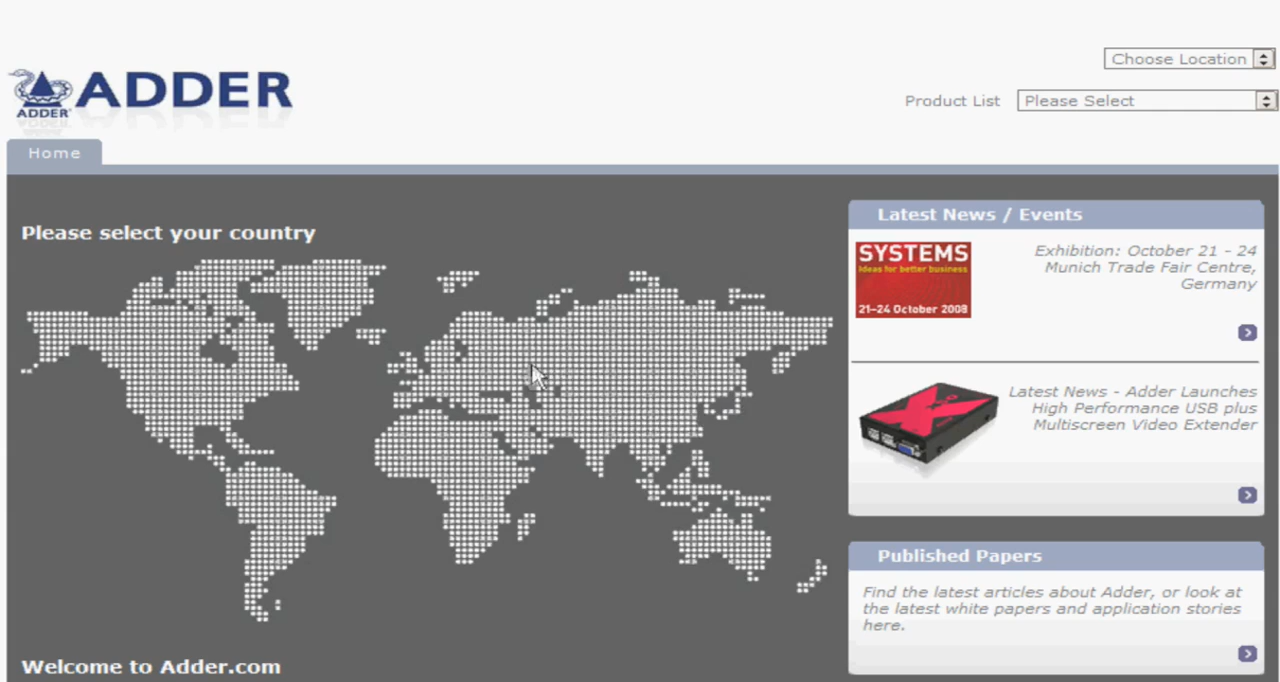 Choose Location
ADDER
ADDER
Product List Please Select
Home
Please select your country
Latest News / Events
SYSTEMS
Ideas for better business
21-24 October 2008
Exhibition: October 21 - 24
Munich Trade Fair Centre,
Germany
Latest News - Adder Launches
High Performance USB plus
Multiscreen Video Extender
Published Papers
Find the latest articles about Adder, or look at
the latest white papers and application stories
here.
Welcome to Adder.com